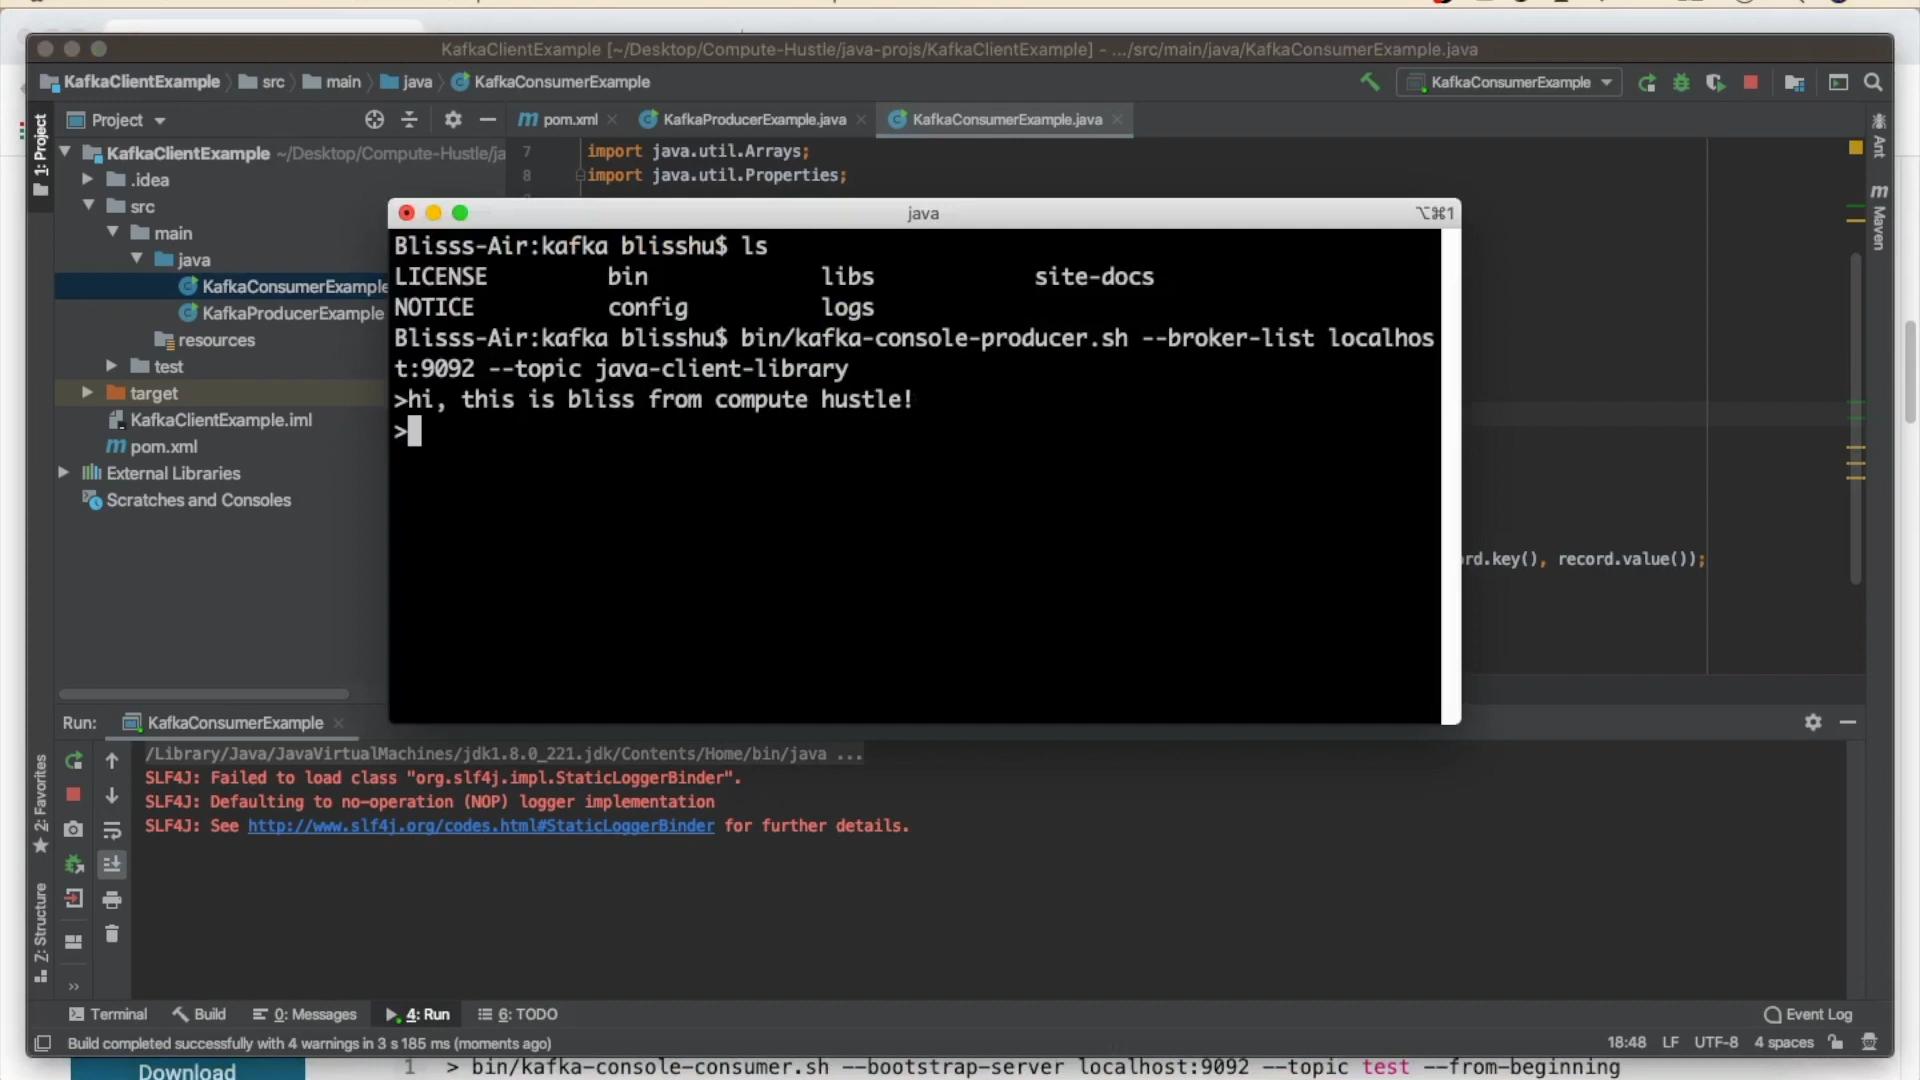 KafkaClientExample [~/Desktop/Compute-Hustle/java-projs/KafkaClientExample] - .../src/main/java/KafkaConsumerExample.java
KafkaClientExample src main java KafkaConsumerExample
KafkaConsumerExample
1: Project
Project
pom.xml KafkaProducerExample.java KafkaConsumerExample.java
Ant
Maven
KafkaClientExample ~/Desktop/Compute-Hustle/ja
.idea
src
main
java
KafkaConsumerExample
KafkaProducerExample
resources
test
target
KafkaClientExample.iml
pom.xml
External Libraries
Scratches and Consoles
7 import java.util.Arrays;
8 import java.util.Properties;
rd.key(), record.value());
java ⌥⌘1
Blisss-Air:kafka blisshu$ ls
LICENSE bin libs site-docs
NOTICE config logs
Blisss-Air:kafka blisshu$ bin/kafka-console-producer.sh --broker-list localhos
t:9092 --topic java-client-library
>hi, this is bliss from compute hustle!
>
Run: KafkaConsumerExample
/Library/Java/JavaVirtualMachines/jdk1.8.0_221.jdk/Contents/Home/bin/java ...
SLF4J: Failed to load class "org.slf4j.impl.StaticLoggerBinder".
SLF4J: Defaulting to no-operation (NOP) logger implementation
SLF4J: See http://www.slf4j.org/codes.html#StaticLoggerBinder for further details.
2: Favorites
Z: Structure
Terminal Build 0: Messages 4: Run 6: TODO Event Log
Build completed successfully with 4 warnings in 3 s 185 ms (moments ago) 18:48 LF UTF-8 4 spaces
Download
1 > bin/kafka-console-consumer.sh --bootstrap-server localhost:9092 --topic test --from-beginning